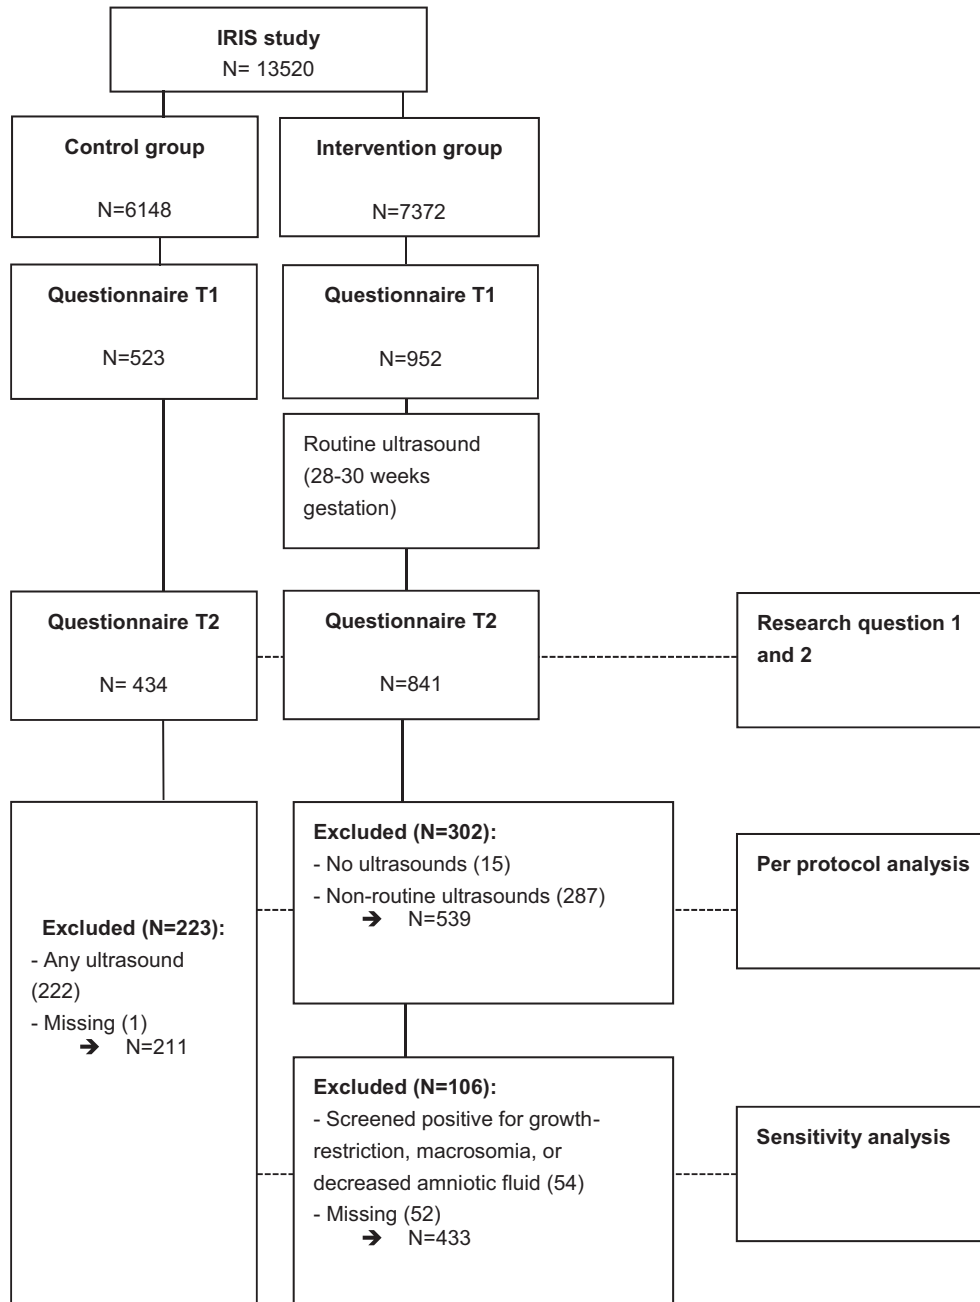 IRIS study
N= 13520
Control group
N=6148
Intervention group
N=7372
Questionnaire T1
N=523
Questionnaire T1
N=952
Routine ultrasound
(28-30 weeks
gestation)
Questionnaire T2
N= 434
Questionnaire T2
N=841
Research question 1
and 2
Excluded (N=223):
- Any ultrasound
(222)
- Missing (1)
➔ N=211
Excluded (N=302):
- No ultrasounds (15)
- Non-routine ultrasounds (287)
➔ N=539
Per protocol analysis
Excluded (N=106):
- Screened positive for growth-
restriction, macrosomia, or
decreased amniotic fluid (54)
- Missing (52)
➔ N=433
Sensitivity analysis